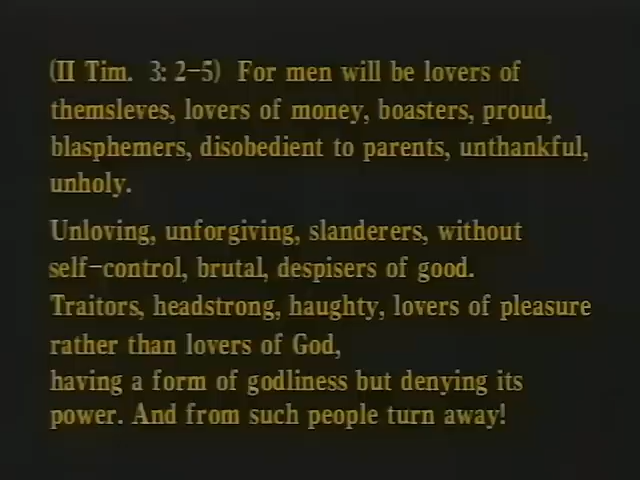 (II Tim. 3: 2-5) For men will be lovers of
themsleves, lovers of money, boasters, proud,
blasphemers, disobedient to parents, unthankful,
unholy.
Unloving, unforgiving, slanderers, without
self-control, brutal, despisers of good.
Traitors, headstrong, haughty, lovers of pleasure
rather than lovers of God,
having a form of godliness but denying its
power. And from such people turn away!